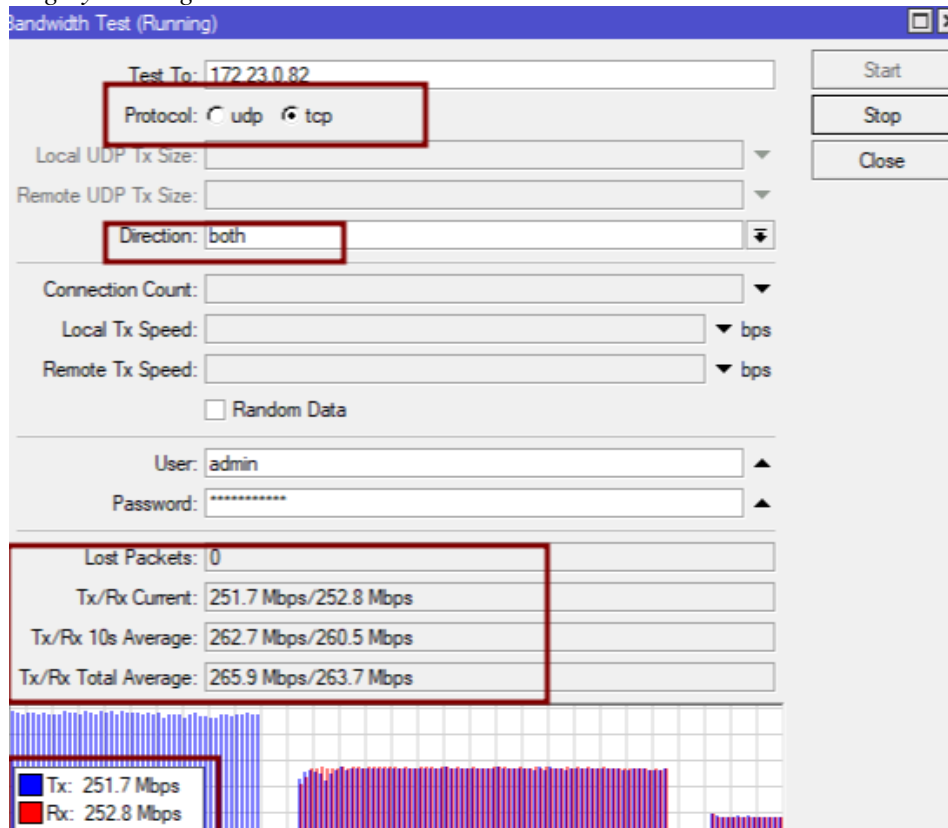 Bandwidth Test (Running)
Test To: 172.23.0.82
Start
Protocol: udp tcp
Stop
Local UDP Tx Size:
Close
Remote UDP Tx Size:
Direction: both
Connection Count:
Local Tx Speed: bps
Remote Tx Speed: bps
Random Data
User: admin
Password: ***********
Lost Packets: 0
Tx/Rx Current: 251.7 Mbps/252.8 Mbps
Tx/Rx 10s Average: 262.7 Mbps/260.5 Mbps
Tx/Rx Total Average: 265.9 Mbps/263.7 Mbps
Tx: 251.7 Mbps
Rx: 252.8 Mbps